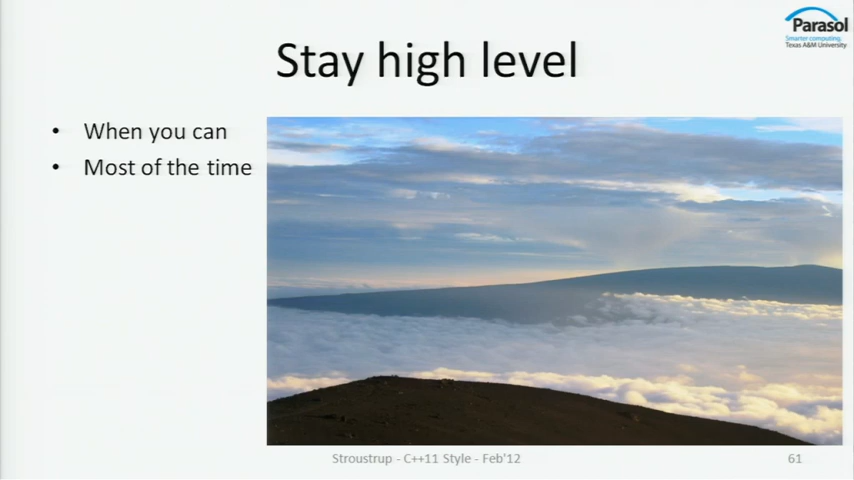 Parasol
Smarter computing.
Texas A&M University
Stay high level
• When you can
• Most of the time
Stroustrup - C++11 Style - Feb'12
61